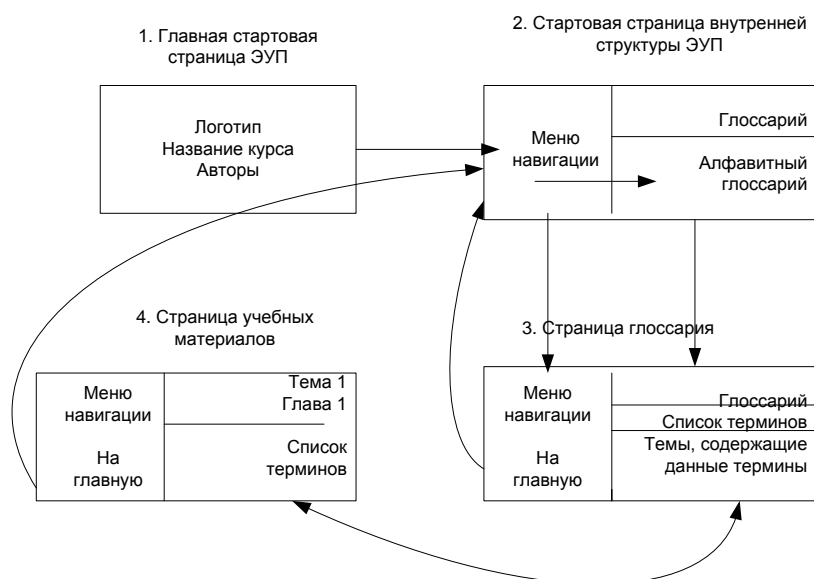 1. Главная стартовая
страница ЭУП
Логотип
Название курса
Авторы
2. Стартовая страница внутренней
структуры ЭУП
Меню
навигации
Глоссарий
Алфавитный
глоссарий
4. Страница учебных
материалов
Меню
навигации
На
главную
Тема 1
Глава 1
Список
терминов
3. Страница глоссария
Меню
навигации
На
главную
Глоссарий
Список терминов
Темы, содержащие
данные термины